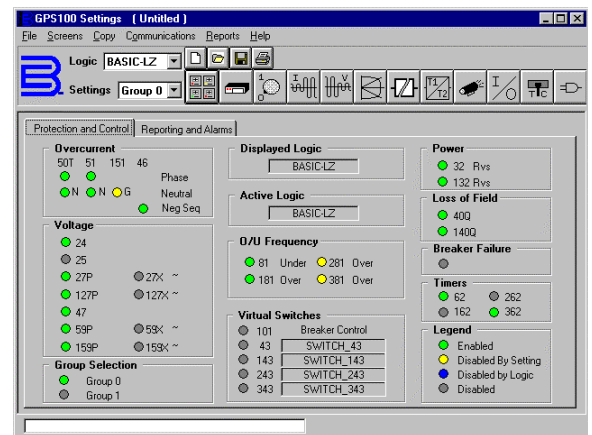 GPS100 Settings ( Untitled )
File Screens Copy Communications Reports Help
Logic BASIC-LZ
Settings Group 0
1 0 I V T1 T2 I O T C
Protection and Control Reporting and Alarms
Overcurrent
50T 51 151 46
Phase
N N G Neutral
Neg Seq
Voltage
24
25
27P 27X ~
127P 127X ~
47
59P 59X ~
159P 159X ~
Group Selection
Group 0
Group 1
Displayed Logic
BASIC-LZ
Active Logic
BASIC-LZ
O/U Frequency
81 Under 281 Over
181 Over 381 Over
Virtual Switches
101 Breaker Control
43 SWITCH_43
143 SWITCH_143
243 SWITCH_243
343 SWITCH_343
Power
32 Rvs
132 Rvs
Loss of Field
40Q
140Q
Breaker Failure
Timers
62 262
162 362
Legend
Enabled
Disabled By Setting
Disabled by Logic
Disabled